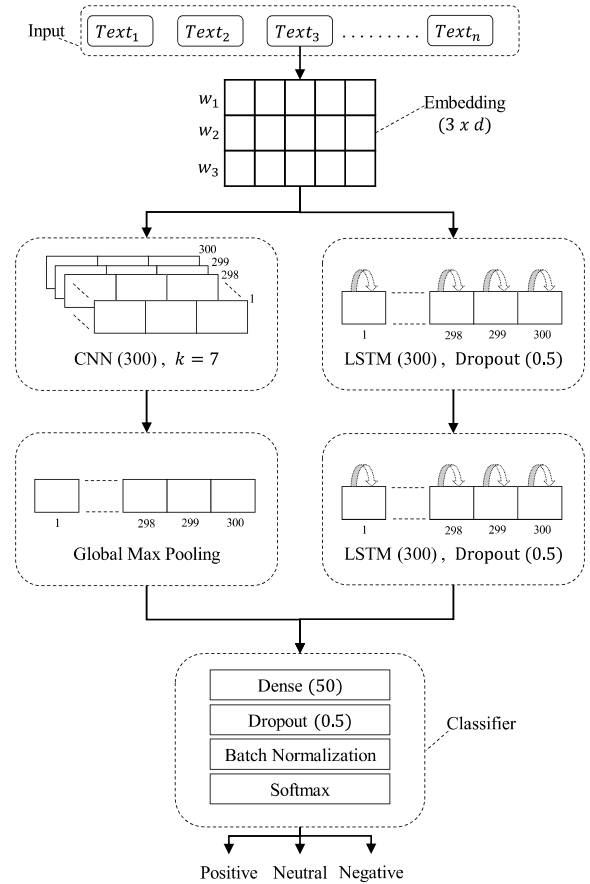 Input
Text₁ Text₂ Text₃ ......... Textₙ
w₁
w₂
w₃
Embedding
(3 x d)
300
299
298
1
CNN (300) , k = 7
1 298 299 300
LSTM (300) , Dropout (0.5)
1 298 299 300
Global Max Pooling
1 298 299 300
LSTM (300) , Dropout (0.5)
Dense (50)
Dropout (0.5)
Batch Normalization
Softmax
Classifier
Positive Neutral Negative